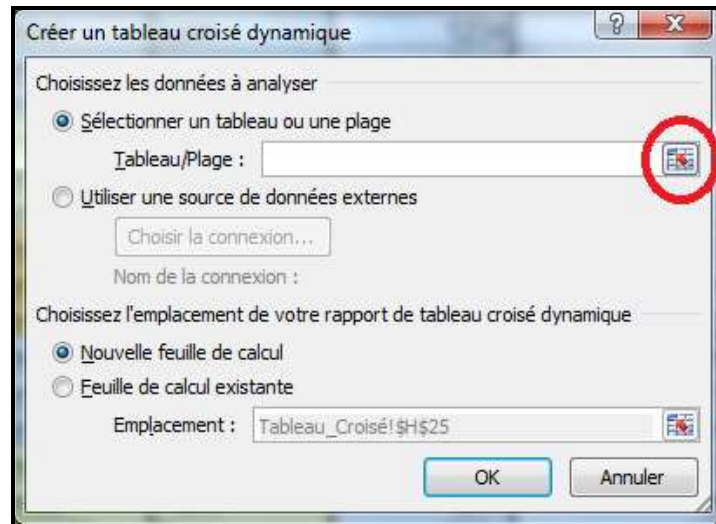 Créer un tableau croisé dynamique
Choisissez les données à analyser
Sélectionner un tableau ou une plage
Tableau/Plage :
Utiliser une source de données externes
Choisir la connexion...
Nom de la connexion :
Choisissez l'emplacement de votre rapport de tableau croisé dynamique
Nouvelle feuille de calcul
Feuille de calcul existante
Emplacement : Tableau_Croisé!$H$25
OK Annuler